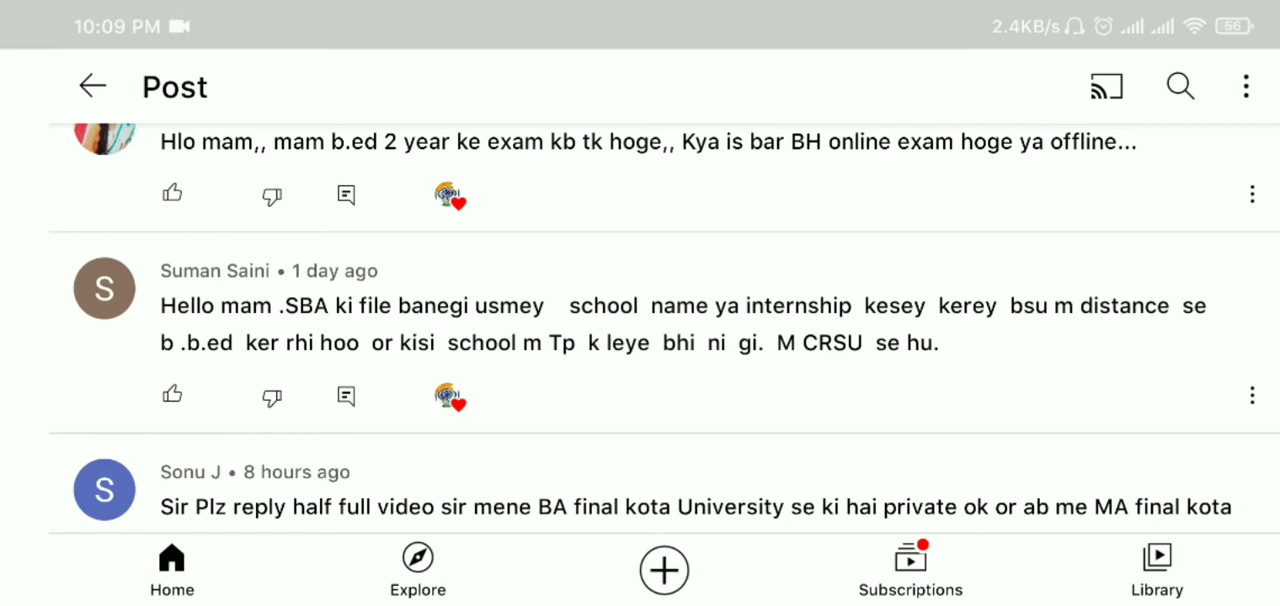 10:09 PM
2.4KB/s
56
Post
Hlo mam,, mam b.ed 2 year ke exam kb tk hoge,, Kya is bar BH online exam hoge ya offline...
Suman Saini • 1 day ago
Hello mam .SBA ki file banegi usmey school name ya internship kesey kerey bsu m distance se
b .b.ed ker rhi hoo or kisi school m Tp k leye bhi ni gi. M CRSU se hu.
Sonu J • 8 hours ago
Sir Plz reply half full video sir mene BA final kota University se ki hai private ok or ab me MA final kota
Home
Explore
Subscriptions
Library